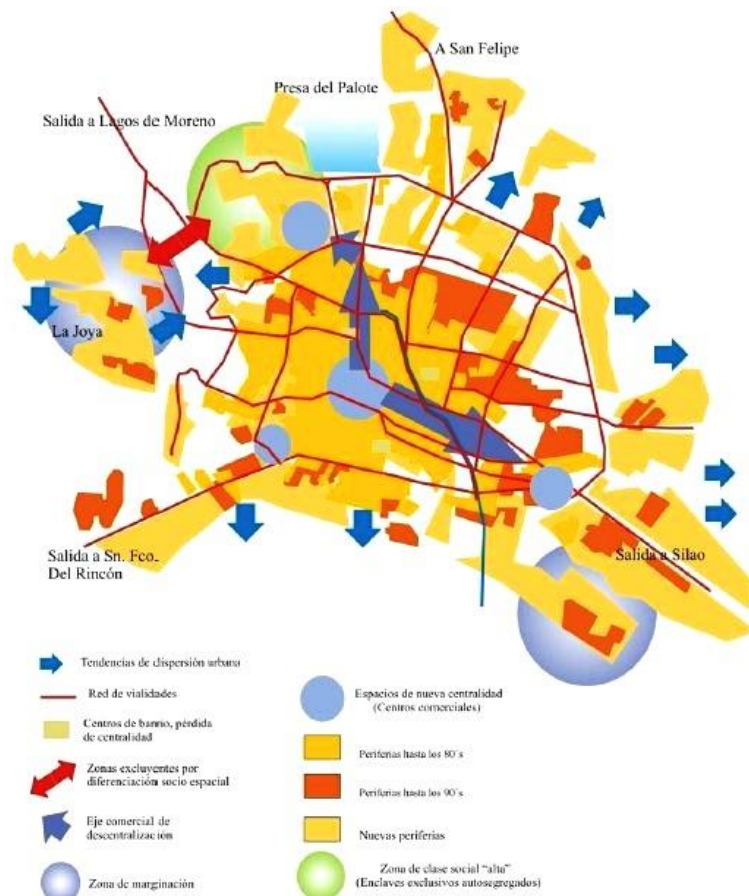 A San Felipe
Presa del Palote
Salida a Lagos de Moreno
La Joya
Salida a Sn. Fco.
Del Rincón
Salida a Silao
Tendencias de dispersión urbana
Red de vialidades
Centros de barrio, pérdida
de centralidad
Zonas excluyentes por
diferenciación socio espacial
Eje comercial de
descentralización
Zona de marginación
Espacios de nueva centralidad
(Centros comerciales)
Periferias hasta los 80´s
Periferias hasta los 90´s
Nuevas periferias
Zona de clase social “alta”
(Enclaves exclusivos autosegregados)